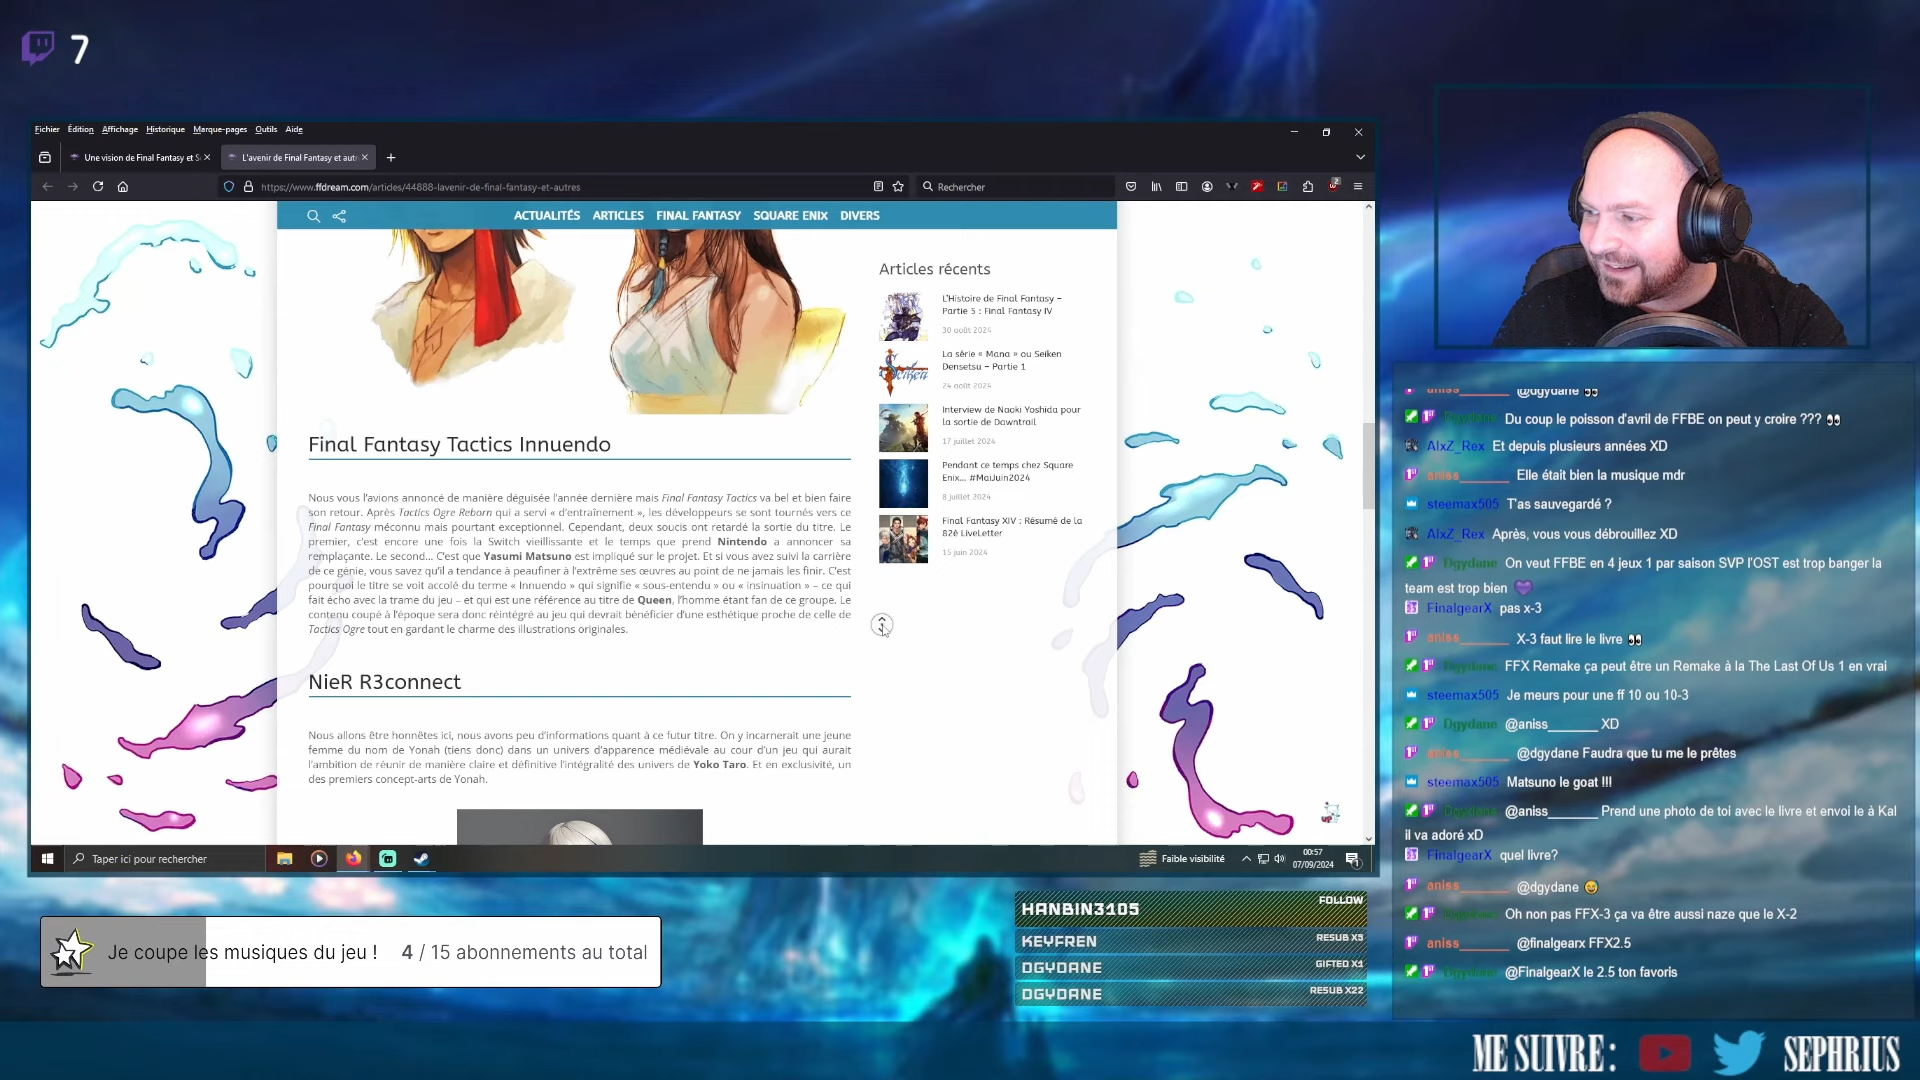 7
Fichier Édition Affichage Historique Marque-pages Outils Aide
Une vision de Final Fantasy et S
L'avenir de Final Fantasy et autr
https://www.ffdream.com/articles/44888-lavenir-de-final-fantasy-et-autres
Rechercher
2
ACTUALITÉS ARTICLES FINAL FANTASY SQUARE ENIX DIVERS
Final Fantasy Tactics Innuendo
Nous vous l'avions annoncé de manière déguisée l'année dernière mais Final Fantasy Tactics va bel et bien faire
son retour. Après Tactics Ogre Reborn qui a servi « d'entraînement », les développeurs se sont tournés vers ce
Final Fantasy méconnu mais pourtant exceptionnel. Cependant, deux soucis ont retardé la sortie du titre. Le
premier, c'est encore une fois la Switch vieillissante et le temps que prend Nintendo a annoncer sa
remplaçante. Le second... C'est que Yasumi Matsuno est impliqué sur le projet. Et si vous avez suivi la carrière
de ce génie, vous savez qu'il a tendance à peaufiner à l'extrême ses œuvres au point de ne jamais les finir. C'est
pourquoi le titre se voit accolé du terme « Innuendo » qui signifie « sous-entendu » ou « insinuation » – ce qui
fait écho avec la trame du jeu – et qui est une référence au titre de Queen, l'homme étant fan de ce groupe. Le
contenu coupé à l'époque sera donc réintégré au jeu qui devrait bénéficier d'une esthétique proche de celle de
Tactics Ogre tout en gardant le charme des illustrations originales.
NieR R3connect
Nous allons être honnêtes ici, nous avons peu d'informations quant à ce futur titre. On y incarnerait une jeune
femme du nom de Yonah (tiens donc) dans un univers d'apparence médiévale au cour d'un jeu qui aurait
l'ambition de réunir de manière claire et définitive l'intégralité des univers de Yoko Taro. Et en exclusivité, un
des premiers concept-arts de Yonah.
Articles récents
L'Histoire de Final Fantasy –
Partie 5 : Final Fantasy IV
30 août 2024
La série « Mana » ou Seiken
Densetsu – Partie 1
24 août 2024
Interview de Naoki Yoshida pour
la sortie de Dawntrail
17 juillet 2024
Pendant ce temps chez Square
Enix... #MaiJuin2024
8 juillet 2024
Final Fantasy XIV : Résumé de la
82è LiveLetter
15 juin 2024
Taper ici pour rechercher
Faible visibilité
00:57
07/09/2024
aniss______ @dgydane 👀
Dgydane Du coup le poisson d'avril de FFBE on peut y croire ??? 👀
AlxZ_Rex Et depuis plusieurs années XD
aniss______ Elle était bien la musique mdr
steemax505 T'as sauvegardé ?
AlxZ_Rex Après, vous vous débrouillez XD
Dgydane On veut FFBE en 4 jeux 1 par saison SVP l'OST est trop banger la
team est trop bien 💜
FinalgearX pas x-3
aniss______ X-3 faut lire le livre 👀
Dgydane FFX Remake ça peut être un Remake à la The Last Of Us 1 en vrai
steemax505 Je meurs pour une ff 10 ou 10-3
Dgydane @aniss______ XD
aniss______ @dgydane Faudra que tu me le prêtes
steemax505 Matsuno le goat !!!
Dgydane @aniss______ Prend une photo de toi avec le livre et envoi le à Kal
il va adoré xD
FinalgearX quel livre?
aniss______ @dgydane 😅
Dgydane Oh non pas FFX-3 ça va être aussi naze que le X-2
aniss______ @finalgearx FFX2.5
Dgydane @FinalgearX le 2.5 ton favoris
Je coupe les musiques du jeu ! 4 / 15 abonnements au total
HANBIN3105 FOLLOW
KEYFREN RESUB X5
DGYDANE GIFTED X1
DGYDANE RESUB X22
ME SUIVRE : SEPHRIUS